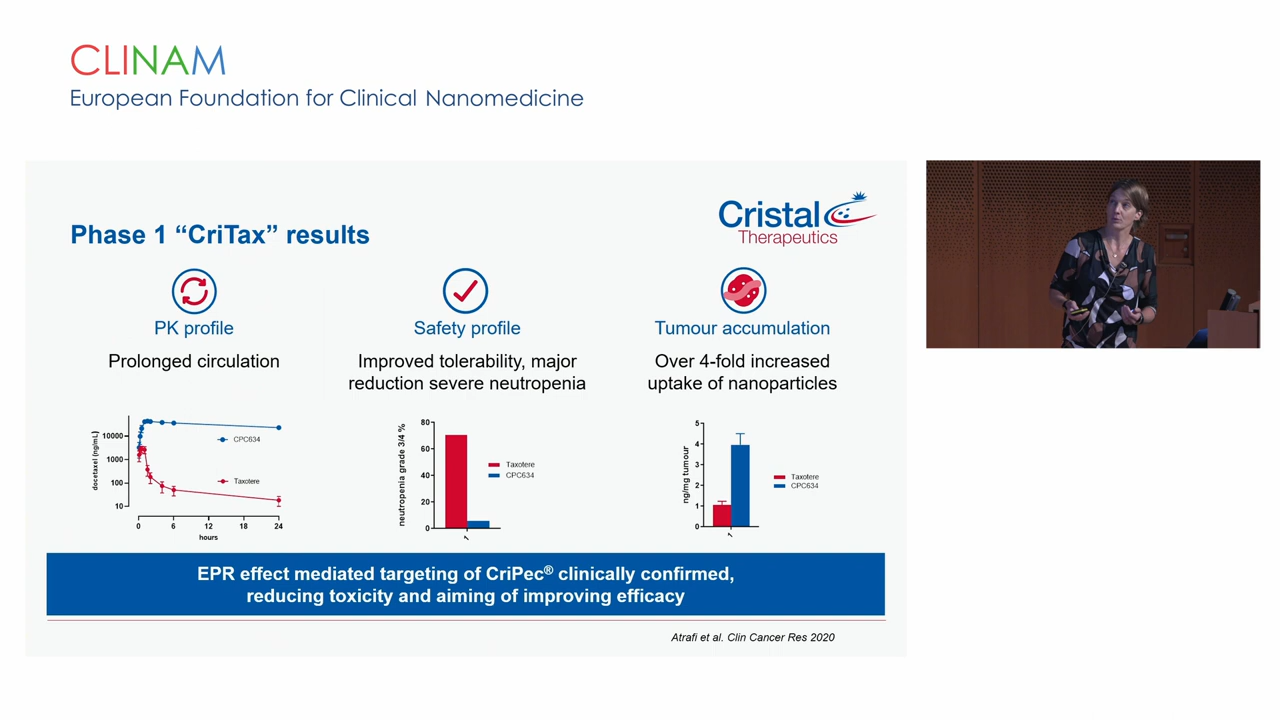 CLINAM
European Foundation for Clinical Nanomedicine
Cristal
Therapeutics
Phase 1 “CriTax” results
PK profile
Prolonged circulation
docetaxel (ng/mL)
10000
1000
100
10
CPC634
Taxotere
0 6 12 18 24
hours
Safety profile
Improved tolerability, major
reduction severe neutropenia
neutropenia grade 3/4 %
80
60
40
20
0
Taxotere
CPC634
Tumour accumulation
Over 4-fold increased
uptake of nanoparticles
ng/mg tumour
5
4
3
2
1
0
Taxotere
CPC634
EPR effect mediated targeting of CriPec® clinically confirmed,
reducing toxicity and aiming of improving efficacy
Atrafi et al. Clin Cancer Res 2020